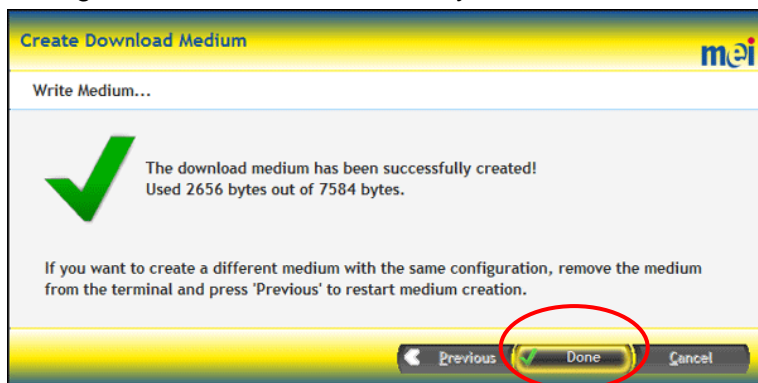 Create Download Medium
mei
Write Medium...
The download medium has been successfully created!
Used 2656 bytes out of 7584 bytes.
If you want to create a different medium with the same configuration, remove the medium
from the terminal and press 'Previous' to restart medium creation.
Previous Done Cancel